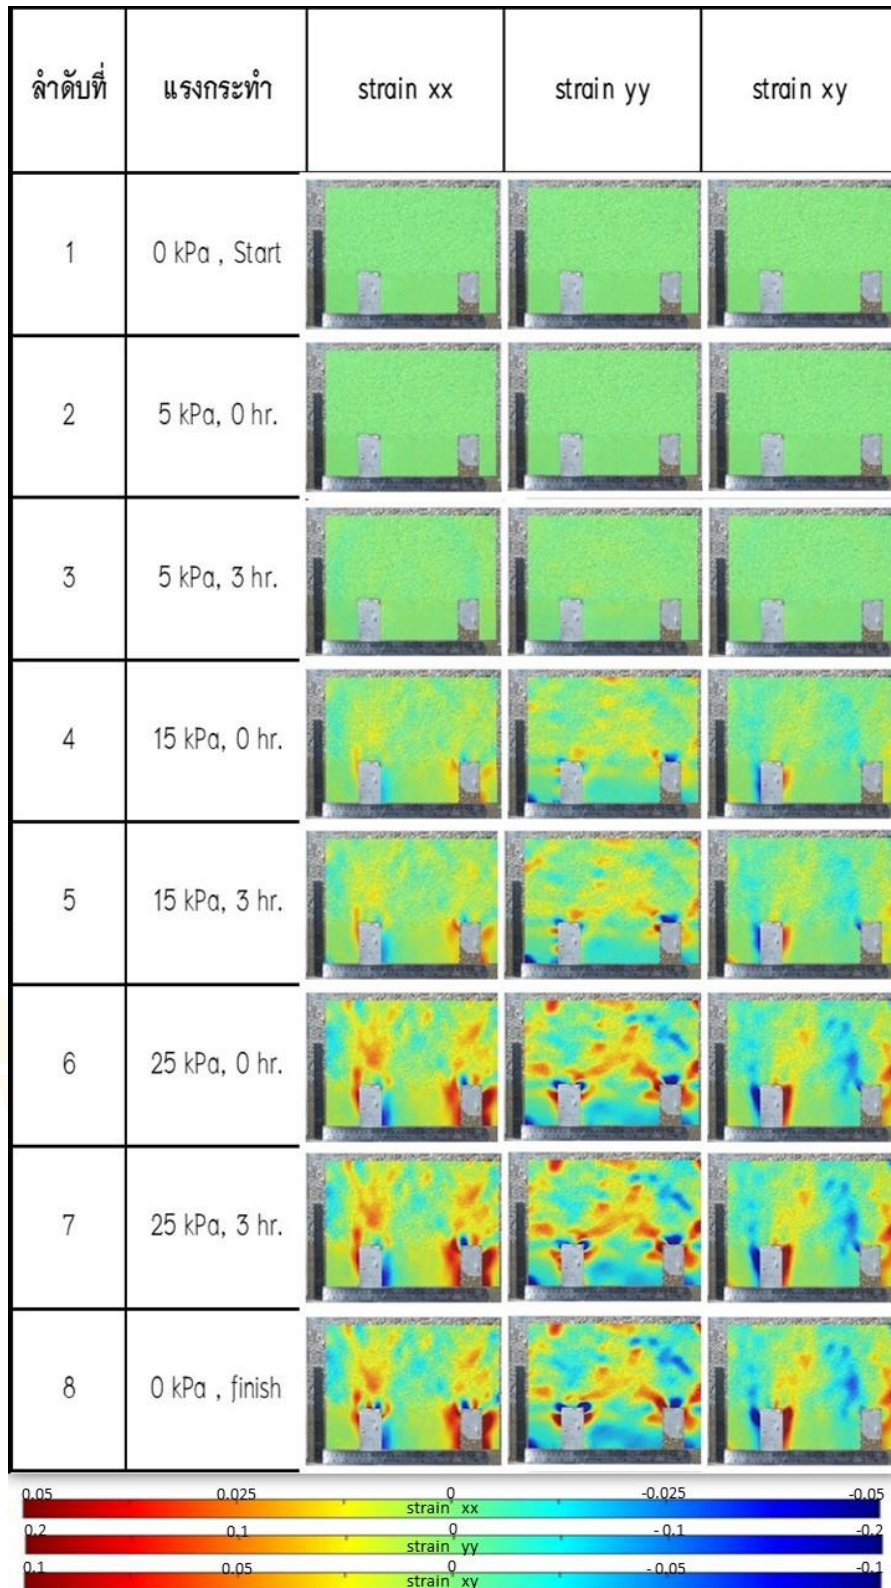 ลำดับที่ แรงกระทำ strain xx strain yy strain xy
1 0 kPa , Start
2 5 kPa, 0 hr.
3 5 kPa, 3 hr.
4 15 kPa, 0 hr.
5 15 kPa, 3 hr.
6 25 kPa, 0 hr.
7 25 kPa, 3 hr.
8 0 kPa , finish
0.05 0.025 0 -0.025 -0.05
strain xx
0.2 0.1 0 -0.1 -0.2
strain yy
0.1 0.05 0 -0.05 -0.1
strain xy